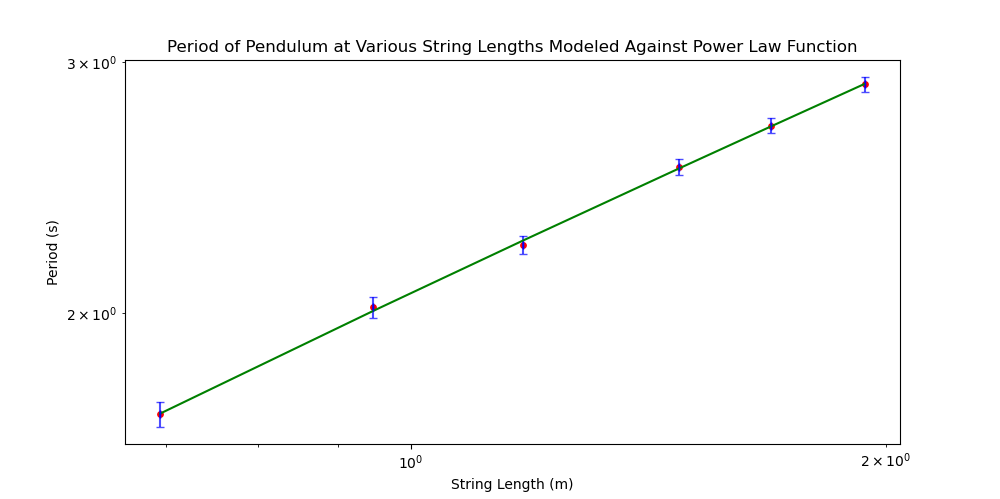 Period of Pendulum at Various String Lengths Modeled Against Power Law Function
3 × 10⁰
Period (s)
2 × 10⁰
10⁰
2 × 10⁰
String Length (m)